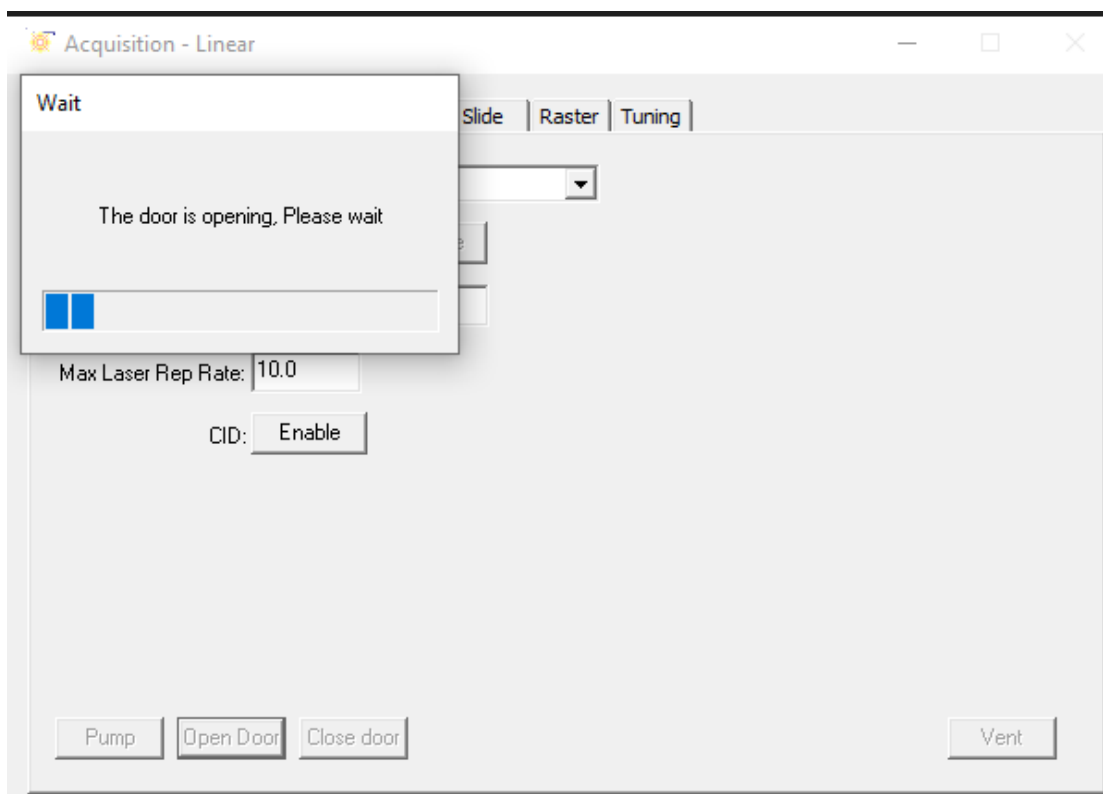 Acquisition - Linear
Wait
Slide
Raster
Tuning
The door is opening, Please wait
Max Laser Rep Rate: 10.0
CID: Enable
Pump
Open Door
Close door
Vent